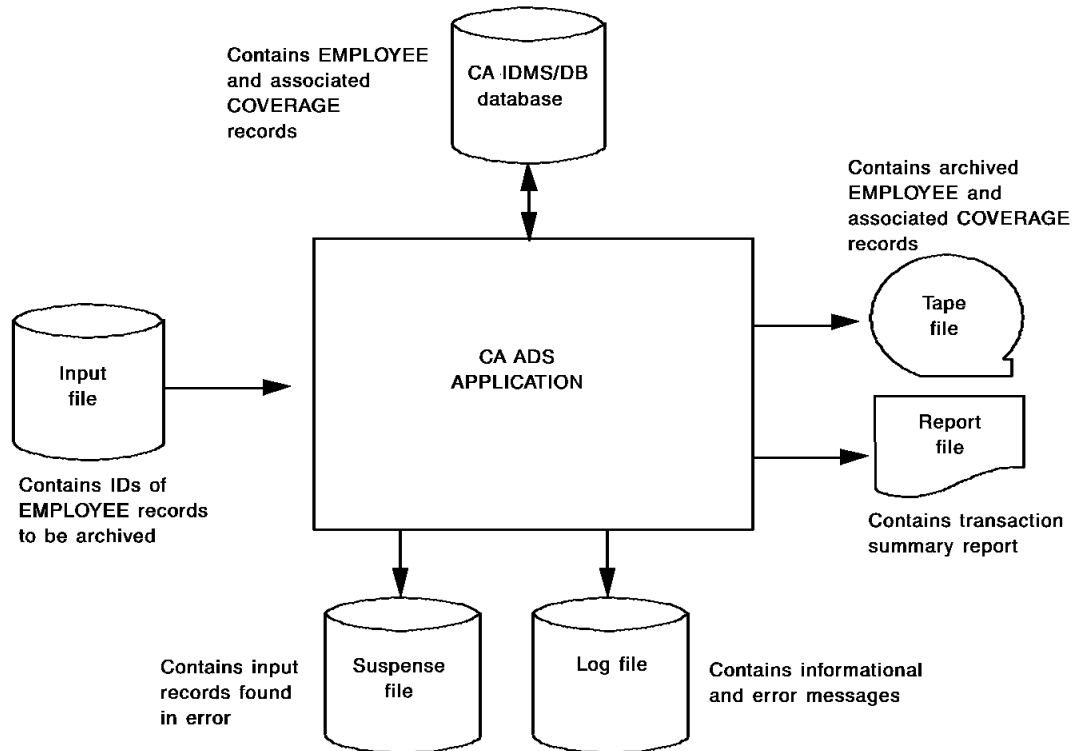 Contains EMPLOYEE
and associated
COVERAGE
records
CA IDMS/DB
database
Contains archived
EMPLOYEE and
associated COVERAGE
records
Tape
file
Input
file
CA ADS
APPLICATION
Report
file
Contains IDs of
EMPLOYEE records
to be archived
Contains transaction
summary report
Contains input
records found
in error
Suspense
file
Log file
Contains informational
and error messages